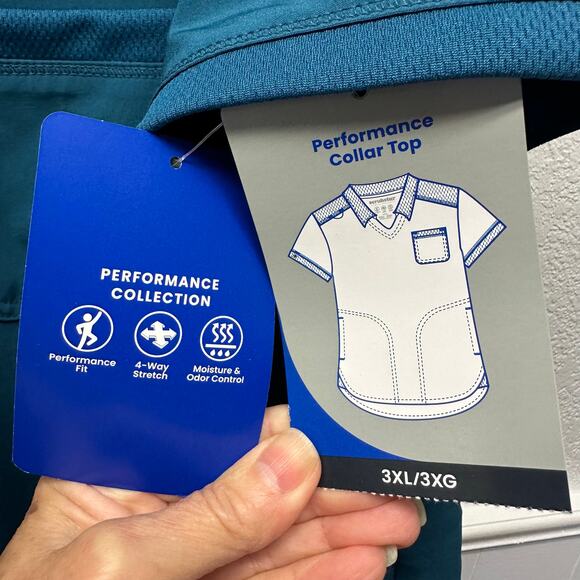 PERFORMANCE
COLLECTION
Performance
Fit
4-Way
Stretch
Moisture &
Odor Control
Performance
Collar Top
3XL/3XG